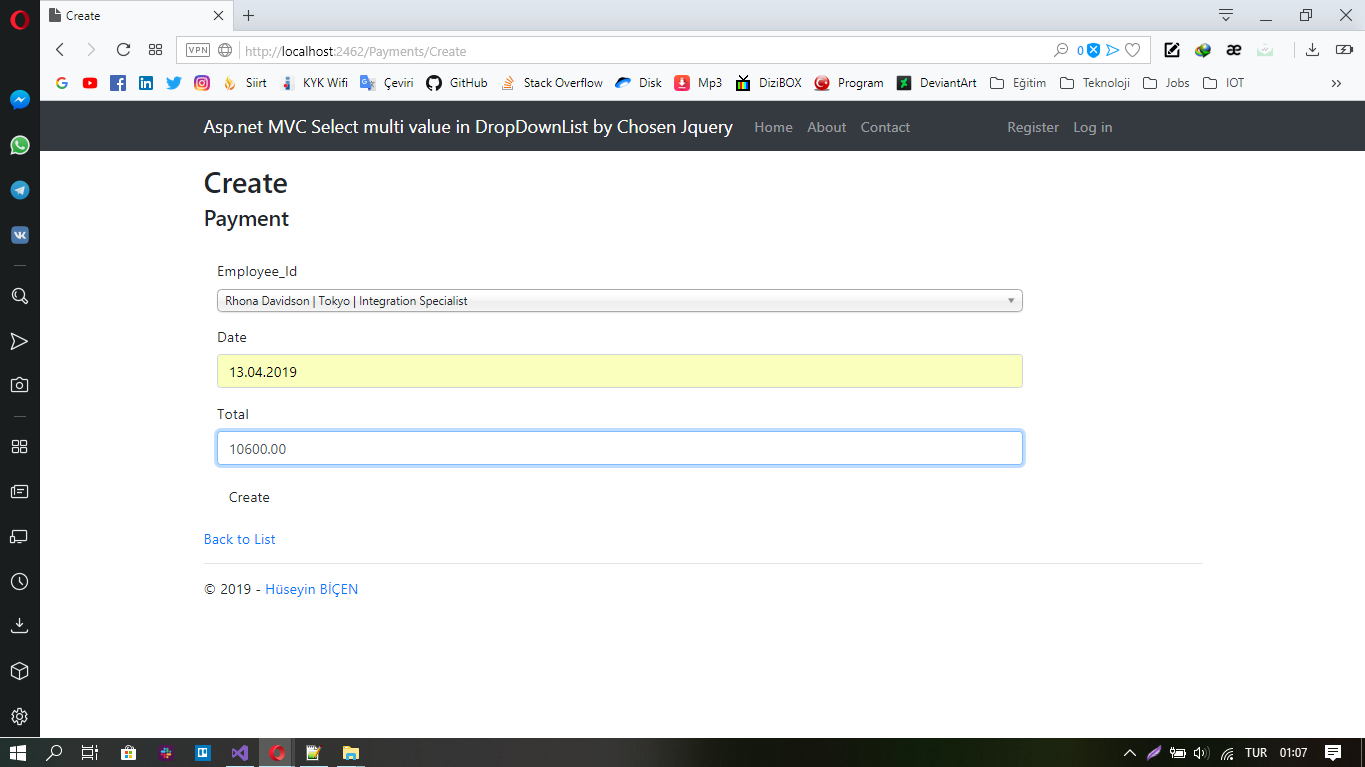 Create
VPN
http://localhost:2462/Payments/Create
0
Siirt KYK Wifi Çeviri GitHub Stack Overflow Disk Mp3 DiziBOX Program DeviantArt Eğitim Teknoloji Jobs IOT
Asp.net MVC Select multi value in DropDownList by Chosen Jquery Home About Contact Register Log in
Create
Payment
Employee_Id
Rhona Davidson | Tokyo | Integration Specialist
Date
13.04.2019
Total
10600.00
Create
Back to List
© 2019 - Hüseyin BİÇEN
TUR 01:07